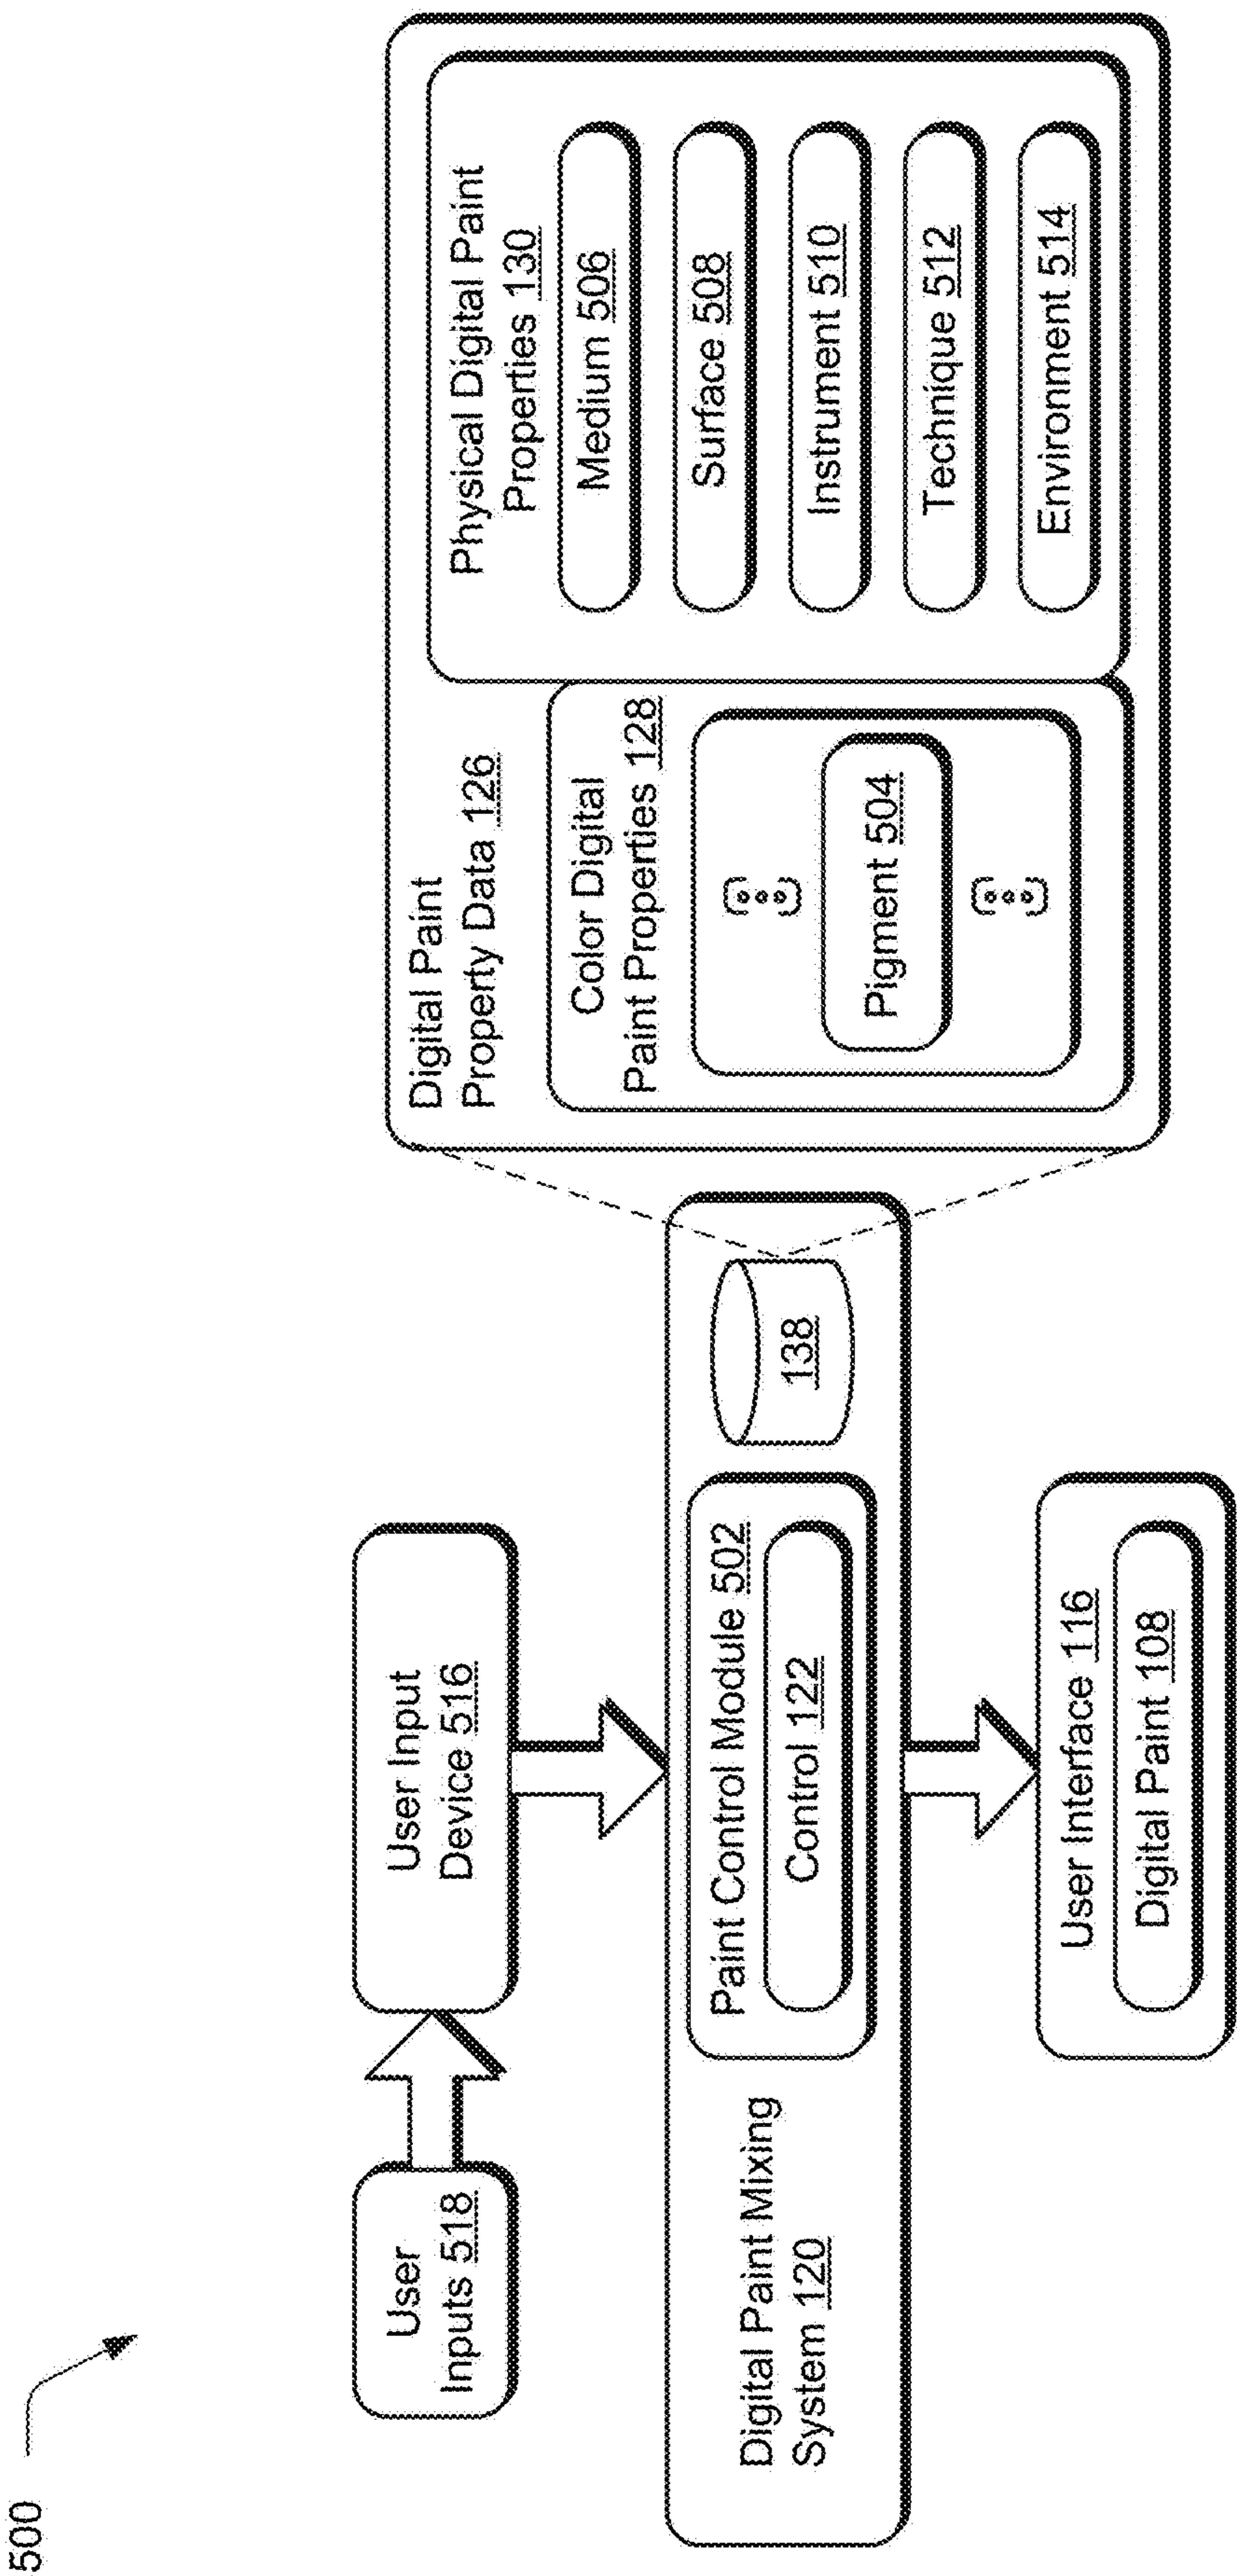 500
User
Inputs 518
User Input
Device 516
Digital Paint Mixing
System 120
Paint Control Module 502
Control 122
138
User Interface 116
Digital Paint 108
Digital Paint
Property Data 126
Color Digital
Paint Properties 128
Pigment 504
Physical Digital Paint
Properties 130
Medium 506
Surface 508
Instrument 510
Technique 512
Environment 514